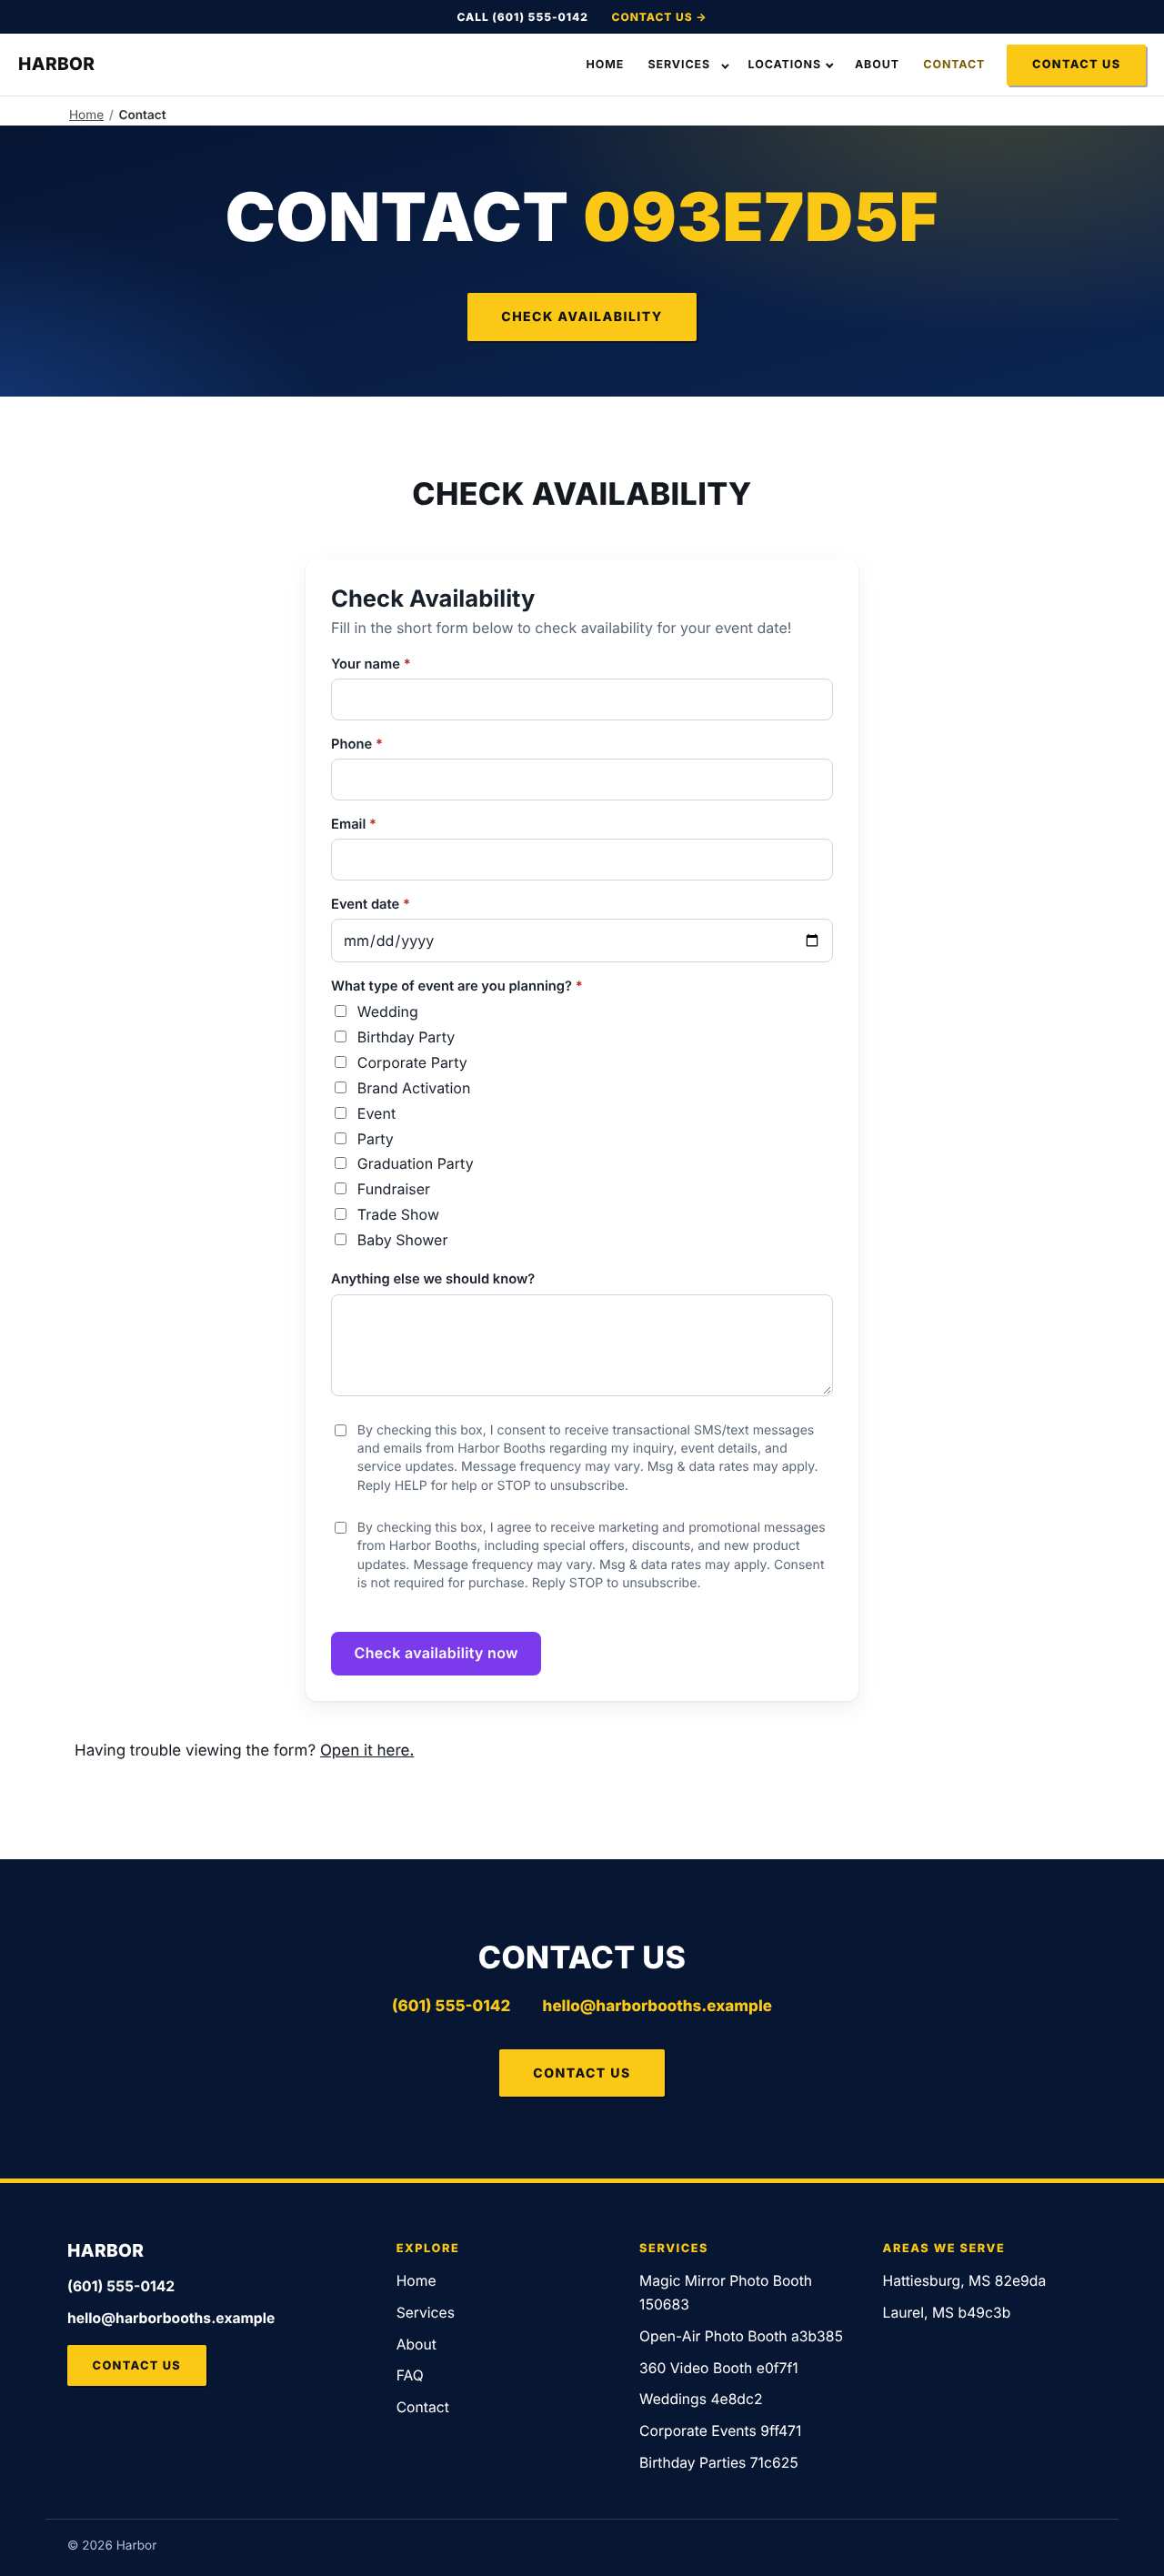 CALL (601) 555-0142 CONTACT US →
HARBOR
HOME SERVICES LOCATIONS ABOUT CONTACT CONTACT US
Home / Contact
CONTACT 093E7D5F
CHECK AVAILABILITY
CHECK AVAILABILITY
Check Availability
Fill in the short form below to check availability for your event date!
Your name *
Phone *
Email *
Event date *
mm/dd/yyyy
What type of event are you planning? *
Wedding
Birthday Party
Corporate Party
Brand Activation
Event
Party
Graduation Party
Fundraiser
Trade Show
Baby Shower
Anything else we should know?
By checking this box, I consent to receive transactional SMS/text messages
and emails from Harbor Booths regarding my inquiry, event details, and
service updates. Message frequency may vary. Msg & data rates may apply.
Reply HELP for help or STOP to unsubscribe.
By checking this box, I agree to receive marketing and promotional messages
from Harbor Booths, including special offers, discounts, and new product
updates. Message frequency may vary. Msg & data rates may apply. Consent
is not required for purchase. Reply STOP to unsubscribe.
Check availability now
Having trouble viewing the form? Open it here.
CONTACT US
(601) 555-0142 hello@harborbooths.example
CONTACT US
HARBOR
(601) 555-0142
hello@harborbooths.example
CONTACT US
EXPLORE
Home
Services
About
FAQ
Contact
SERVICES
Magic Mirror Photo Booth
150683
Open-Air Photo Booth a3b385
360 Video Booth e0f7f1
Weddings 4e8dc2
Corporate Events 9ff471
Birthday Parties 71c625
AREAS WE SERVE
Hattiesburg, MS 82e9da
Laurel, MS b49c3b
© 2026 Harbor